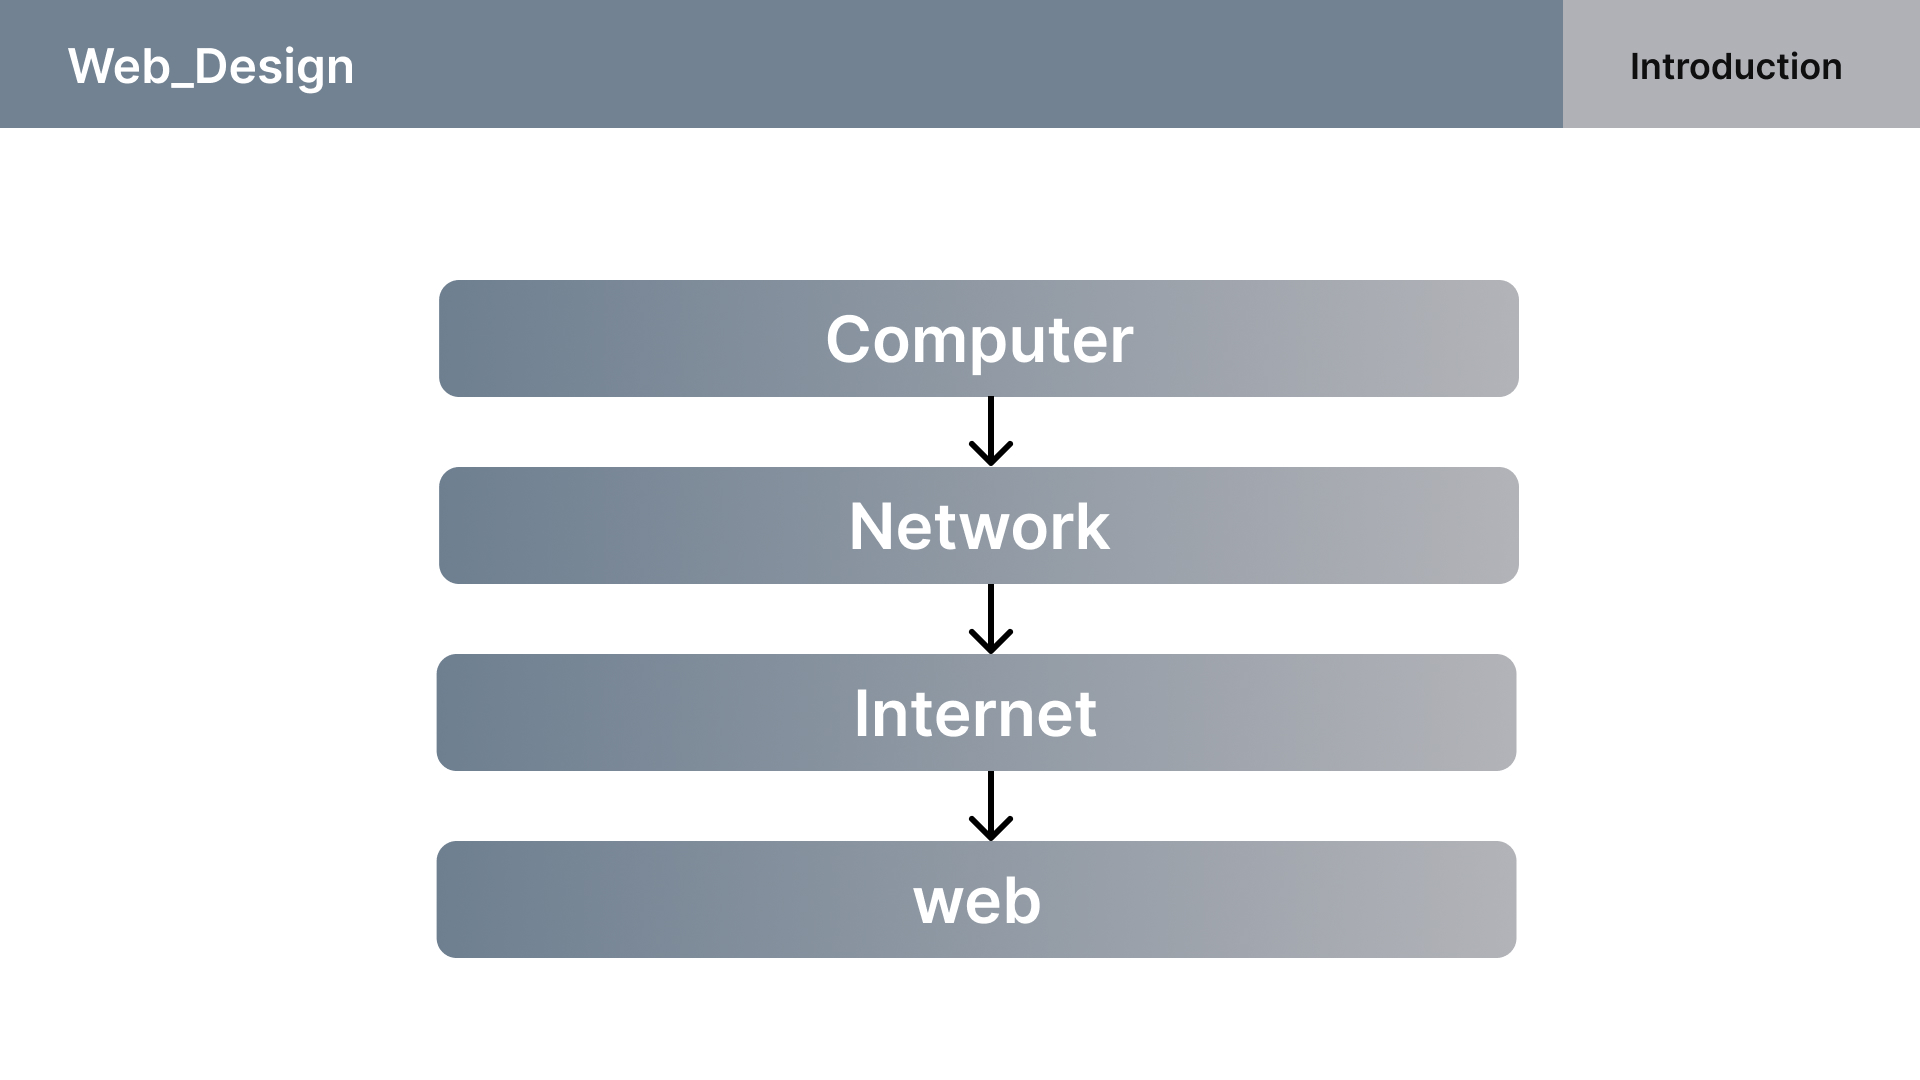 Web_Design
Introduction
Computer
Network
Internet
web